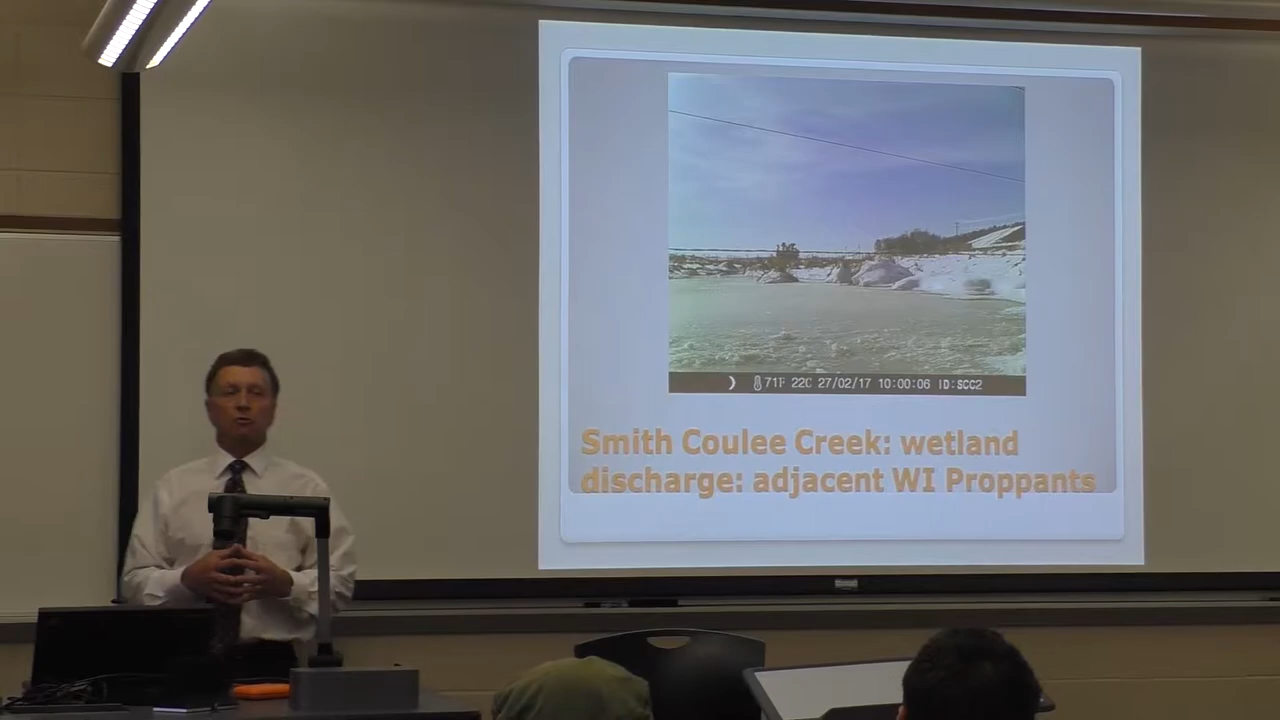 71F 22C 27/02/17 10:00:06 ID:SCC2
Smith Coulee Creek: wetland
discharge: adjacent WI Proppants